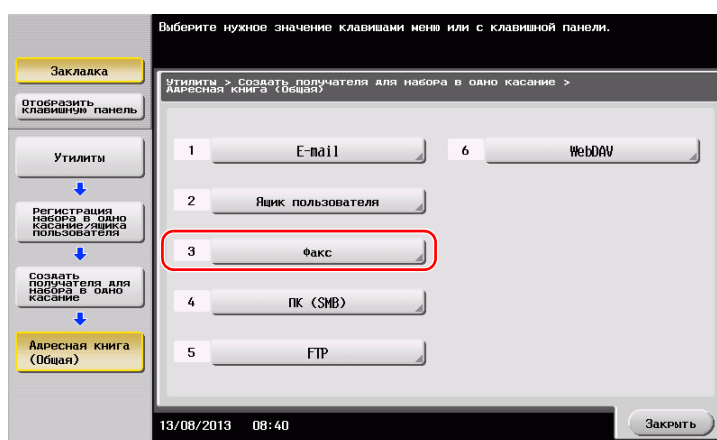 Выберите нужное значение клавишами меню или с клавишной панели.
Закладка
Отобразить
клавишную панель
Утилиты > Создать получателя для набора в одно касание >
Адресная книга (Общая)
Утилиты
Регистрация
набора в одно
касание/ящика
пользователя
Создать
получателя для
набора в одно
касание
Адресная книга
(Общая)
1 E-mail
2 Ящик пользователя
3 Факс
4 ПК (SMB)
5 FTP
6 WebDAV
13/08/2013 08:40
Закрыть